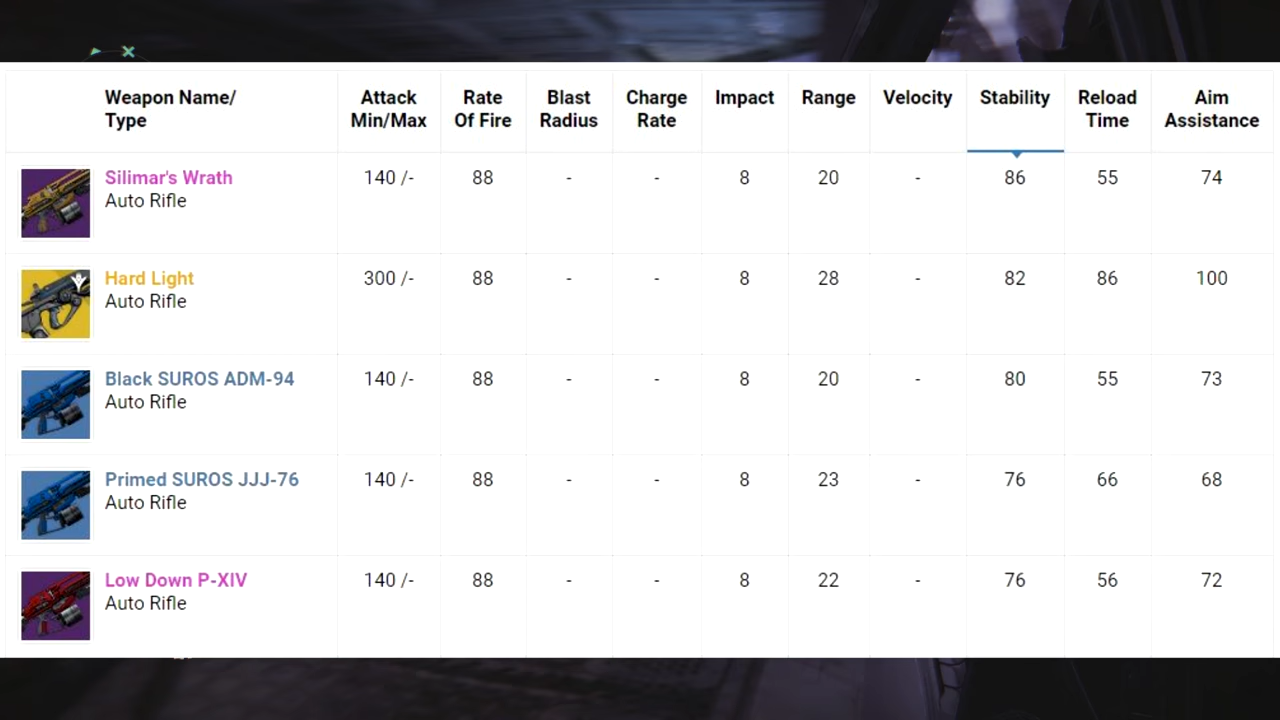 Weapon Name/ Attack Rate Blast Charge Impact Range Velocity Stability Reload Aim
Type Min/Max Of Fire Radius Rate Time Assistance
Silimar's Wrath 140 /- 88 - - 8 20 - 86 55 74
Auto Rifle
Hard Light 300 /- 88 - - 8 28 - 82 86 100
Auto Rifle
Black SUROS ADM-94 140 /- 88 - - 8 20 - 80 55 73
Auto Rifle
Primed SUROS JJJ-76 140 /- 88 - - 8 23 - 76 66 68
Auto Rifle
Low Down P-XIV 140 /- 88 - - 8 22 - 76 56 72
Auto Rifle